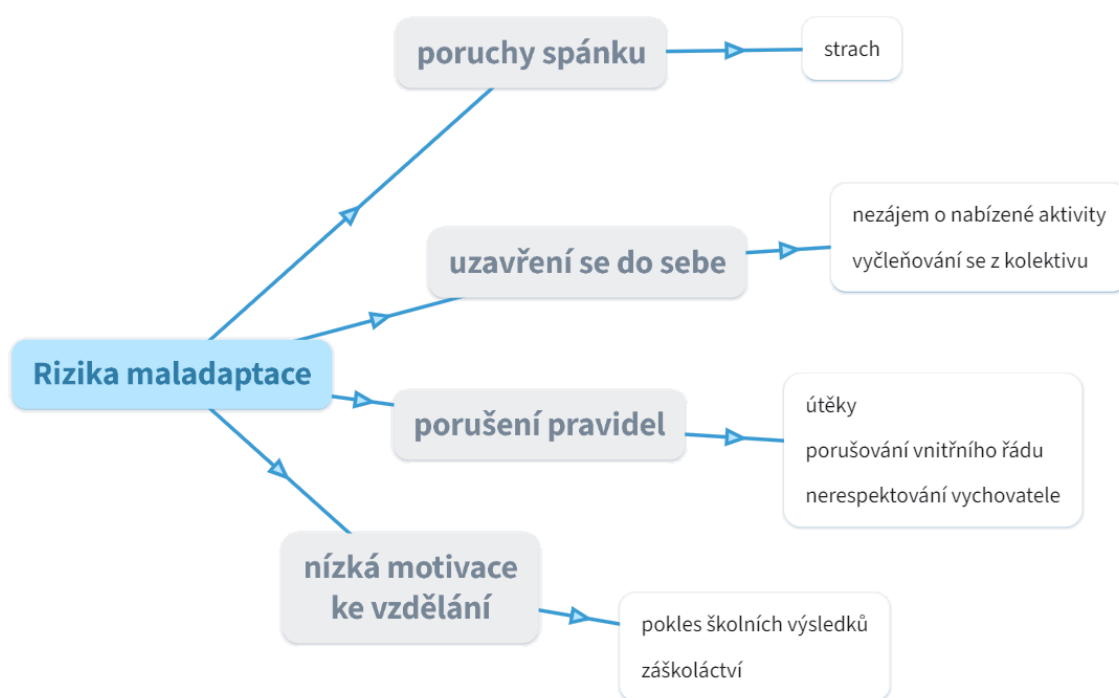 poruchy spánku
strach
uzavření se do sebe
nezájem o nabízené aktivity
vyčleňování se z kolektivu
Rizika maladaptace
porušení pravidel
útěky
porušování vnitřního řádu
nerespektování vychovatele
nízká motivace
ke vzdělání
pokles školních výsledků
záškoláctví